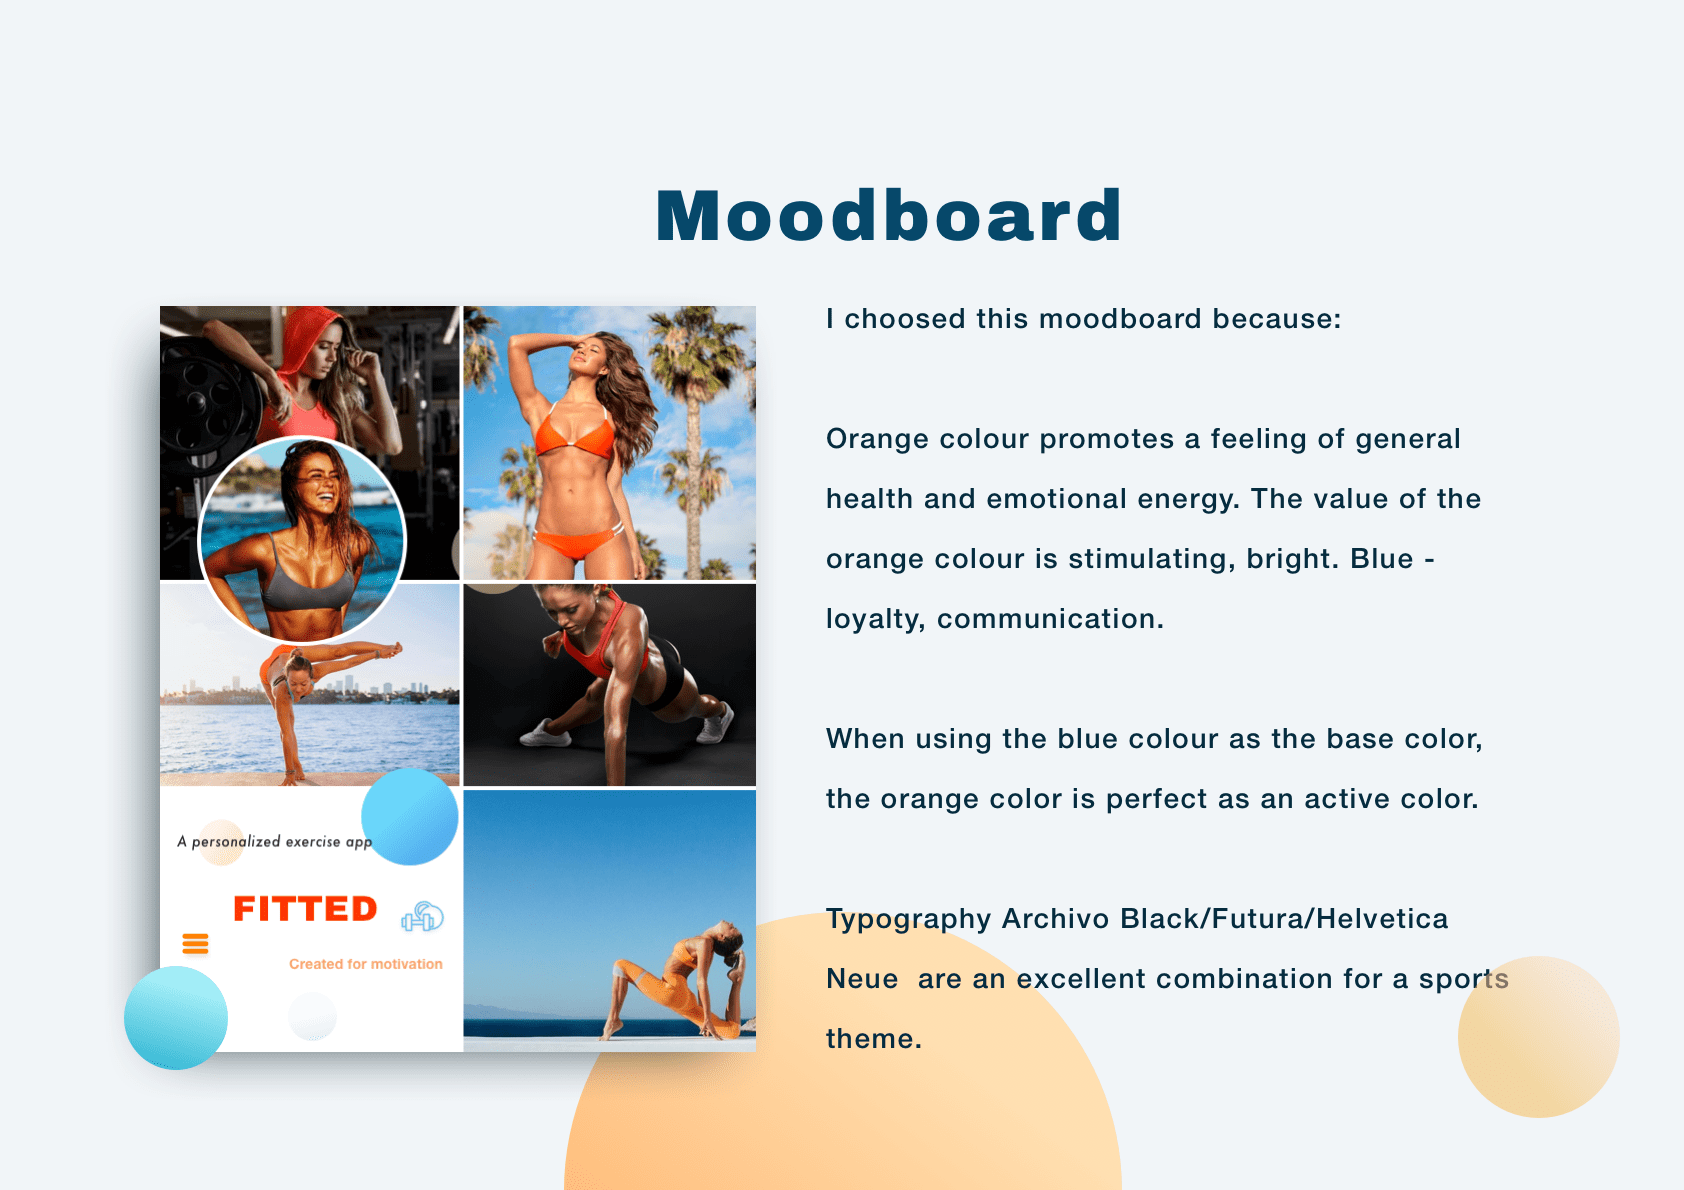 Moodboard
A personalized exercise app
FITTED
Created for motivation
I choosed this moodboard because:
Orange colour promotes a feeling of general
health and emotional energy. The value of the
orange colour is stimulating, bright. Blue -
loyalty, communication.
When using the blue colour as the base color,
the orange color is perfect as an active color.
Typography Archivo Black/Futura/Helvetica
Neue  are an excellent combination for a sports
theme.